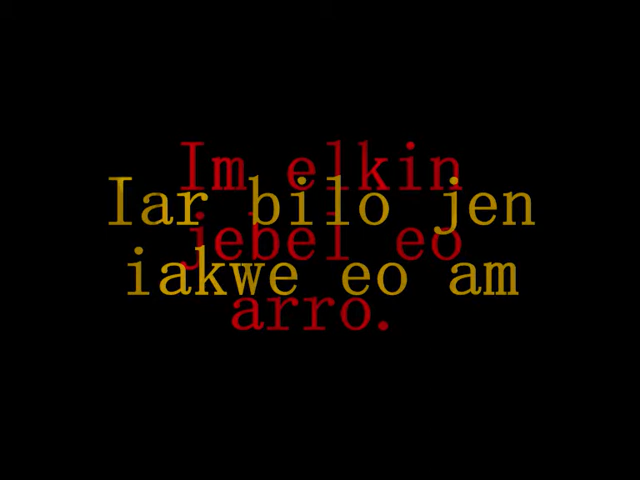 Im elkin
Iar bilo jen
jebel eo
iakwe eo am
arro.